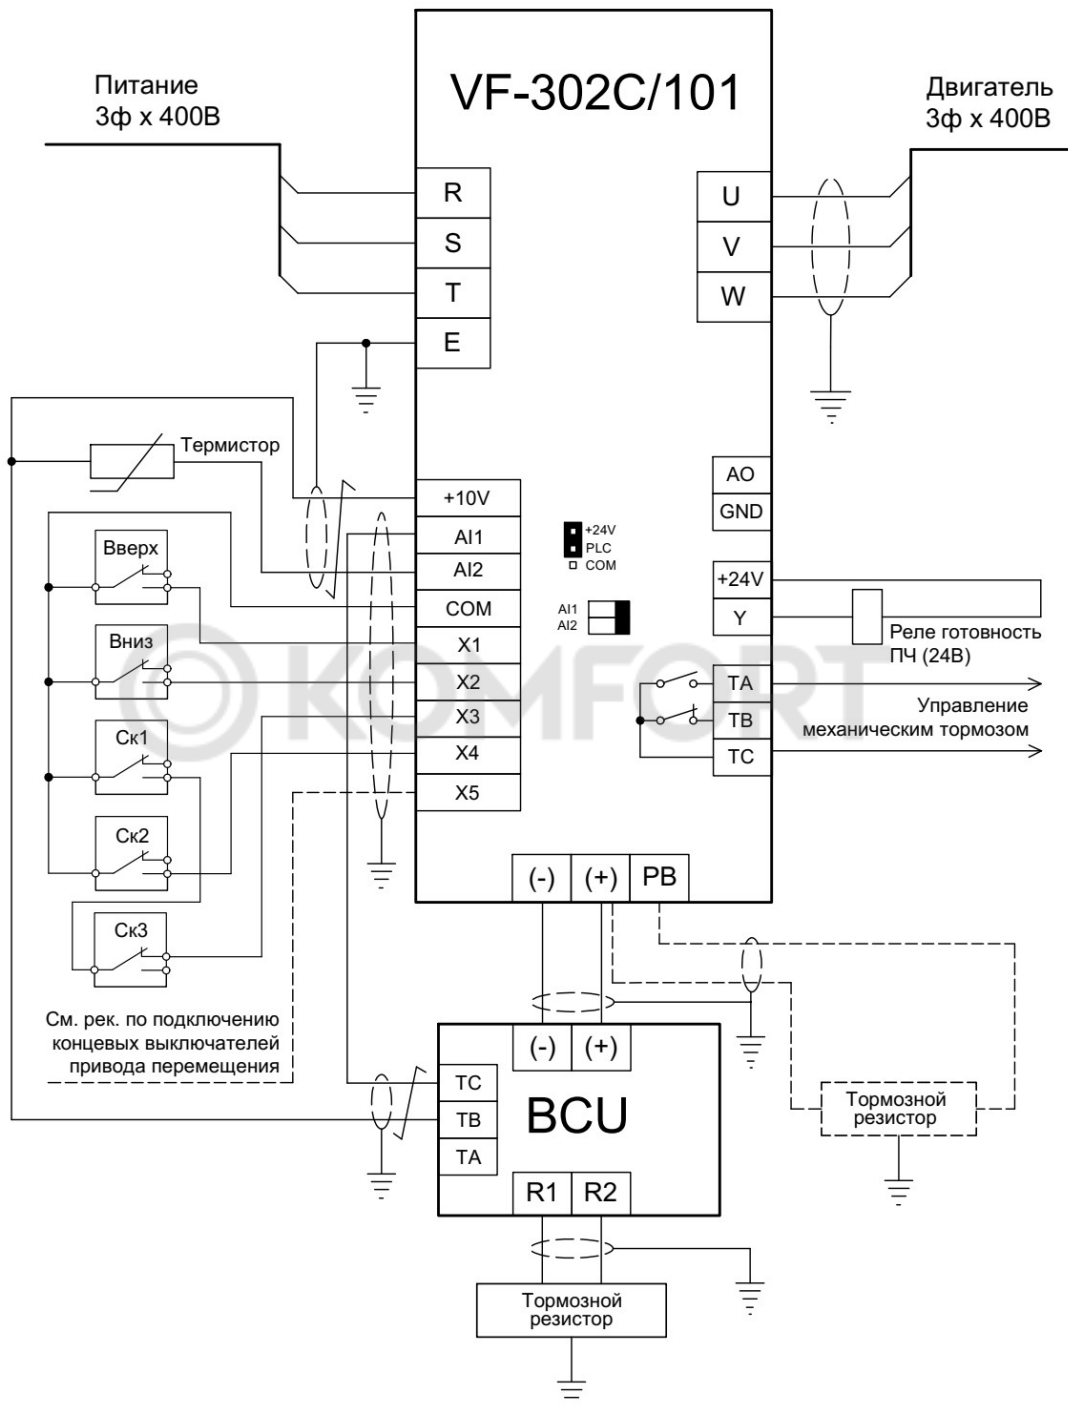 VF-302C/101
Питание
3ф x 400В
Двигатель
3ф x 400В
R
S
T
E
U
V
W
Термистор
+10V
AI1
AI2
COM
X1
X2
X3
X4
X5
Вверх
Вниз
Ск1
Ск2
Ск3
+24V
PLC
COM
AI1
AI2
AO
GND
+24V
Y
Реле готовность
ПЧ (24В)
TA
TB
TC
Управление
механическим тормозом
KOMFORT
(-)
(+)
PB
См. рек. по подключению
концевых выключателей
привода перемещения
(-)
(+)
TC
TB
TA
BCU
R1
R2
Тормозной
резистор
Тормозной
резистор